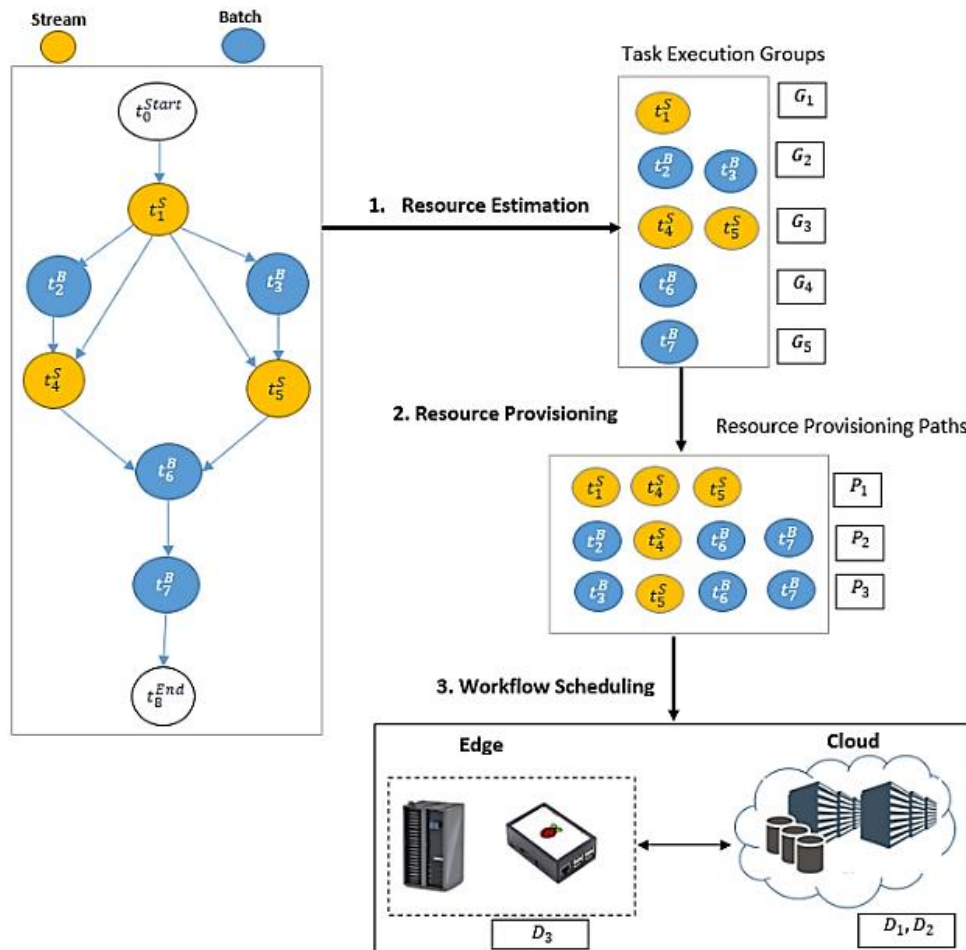 Stream
Batch
t_0^{Start}
t_1^S
t_2^B
t_3^B
t_4^S
t_5^S
t_6^B
t_7^B
t_8^{End}
1. Resource Estimation
Task Execution Groups
t_1^S G_1
t_2^B t_3^B G_2
t_4^S t_5^S G_3
t_6^B G_4
t_7^B G_5
2. Resource Provisioning
Resource Provisioning Paths
t_1^S t_4^S t_5^S P_1
t_2^B t_4^S t_6^B t_7^B P_2
t_3^B t_5^S t_6^B t_7^B P_3
3. Workflow Scheduling
Edge
Cloud
D_3
D_1, D_2